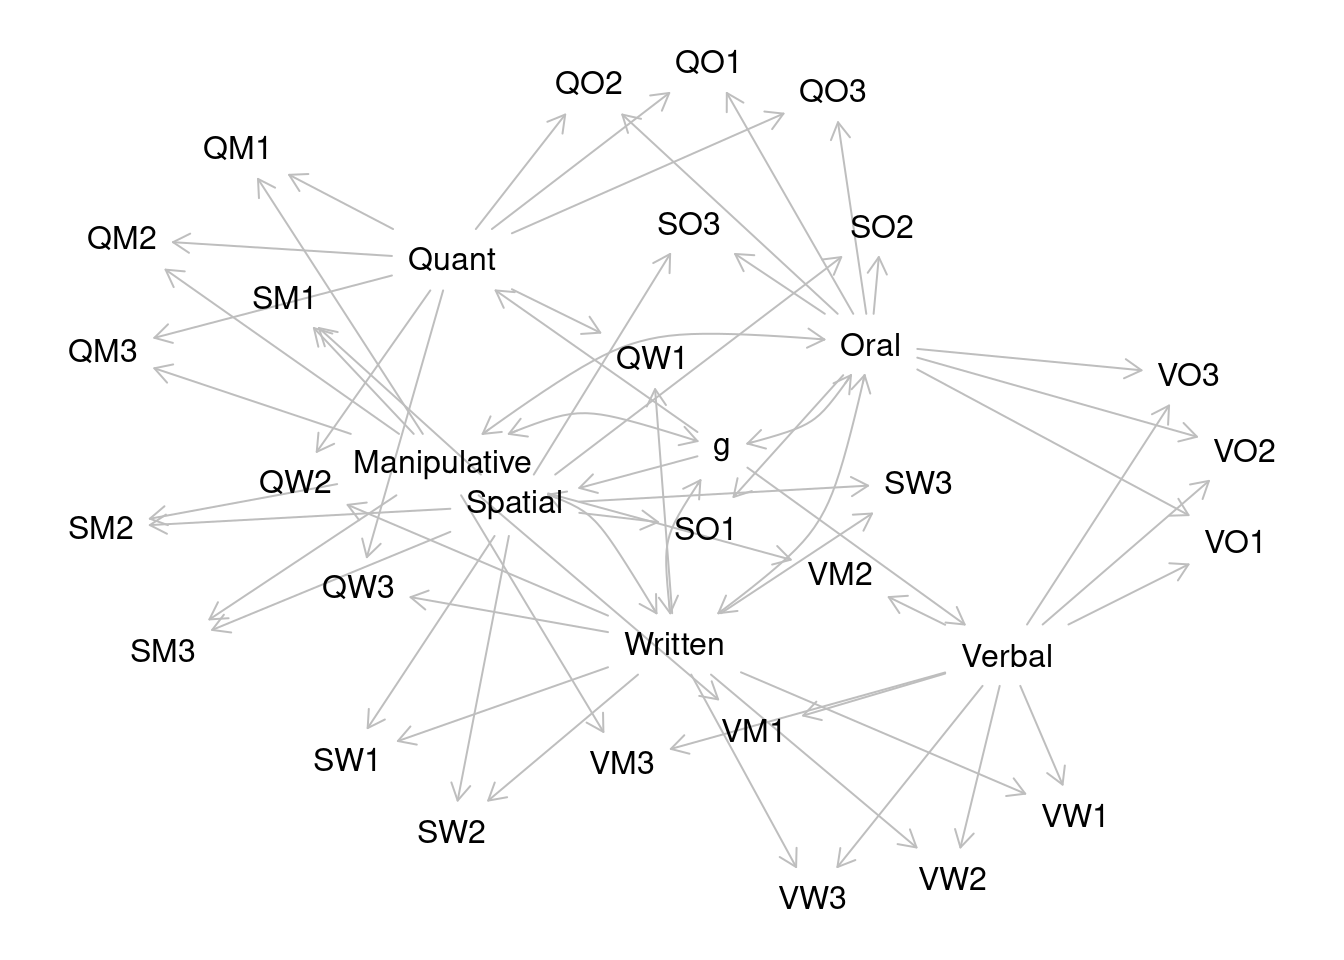 QO1
QO2
QO3
QM1
SO3
SO2
QM2
Quant
SM1
Oral
QM3
QW1
VO3
g
VO2
Manipulative
QW2
SW3
Spatial
SM2
SO1
VO1
VM2
QW3
Written
SM3
Verbal
VM1
SW1
VM3
VW1
SW2
VW2
VW3